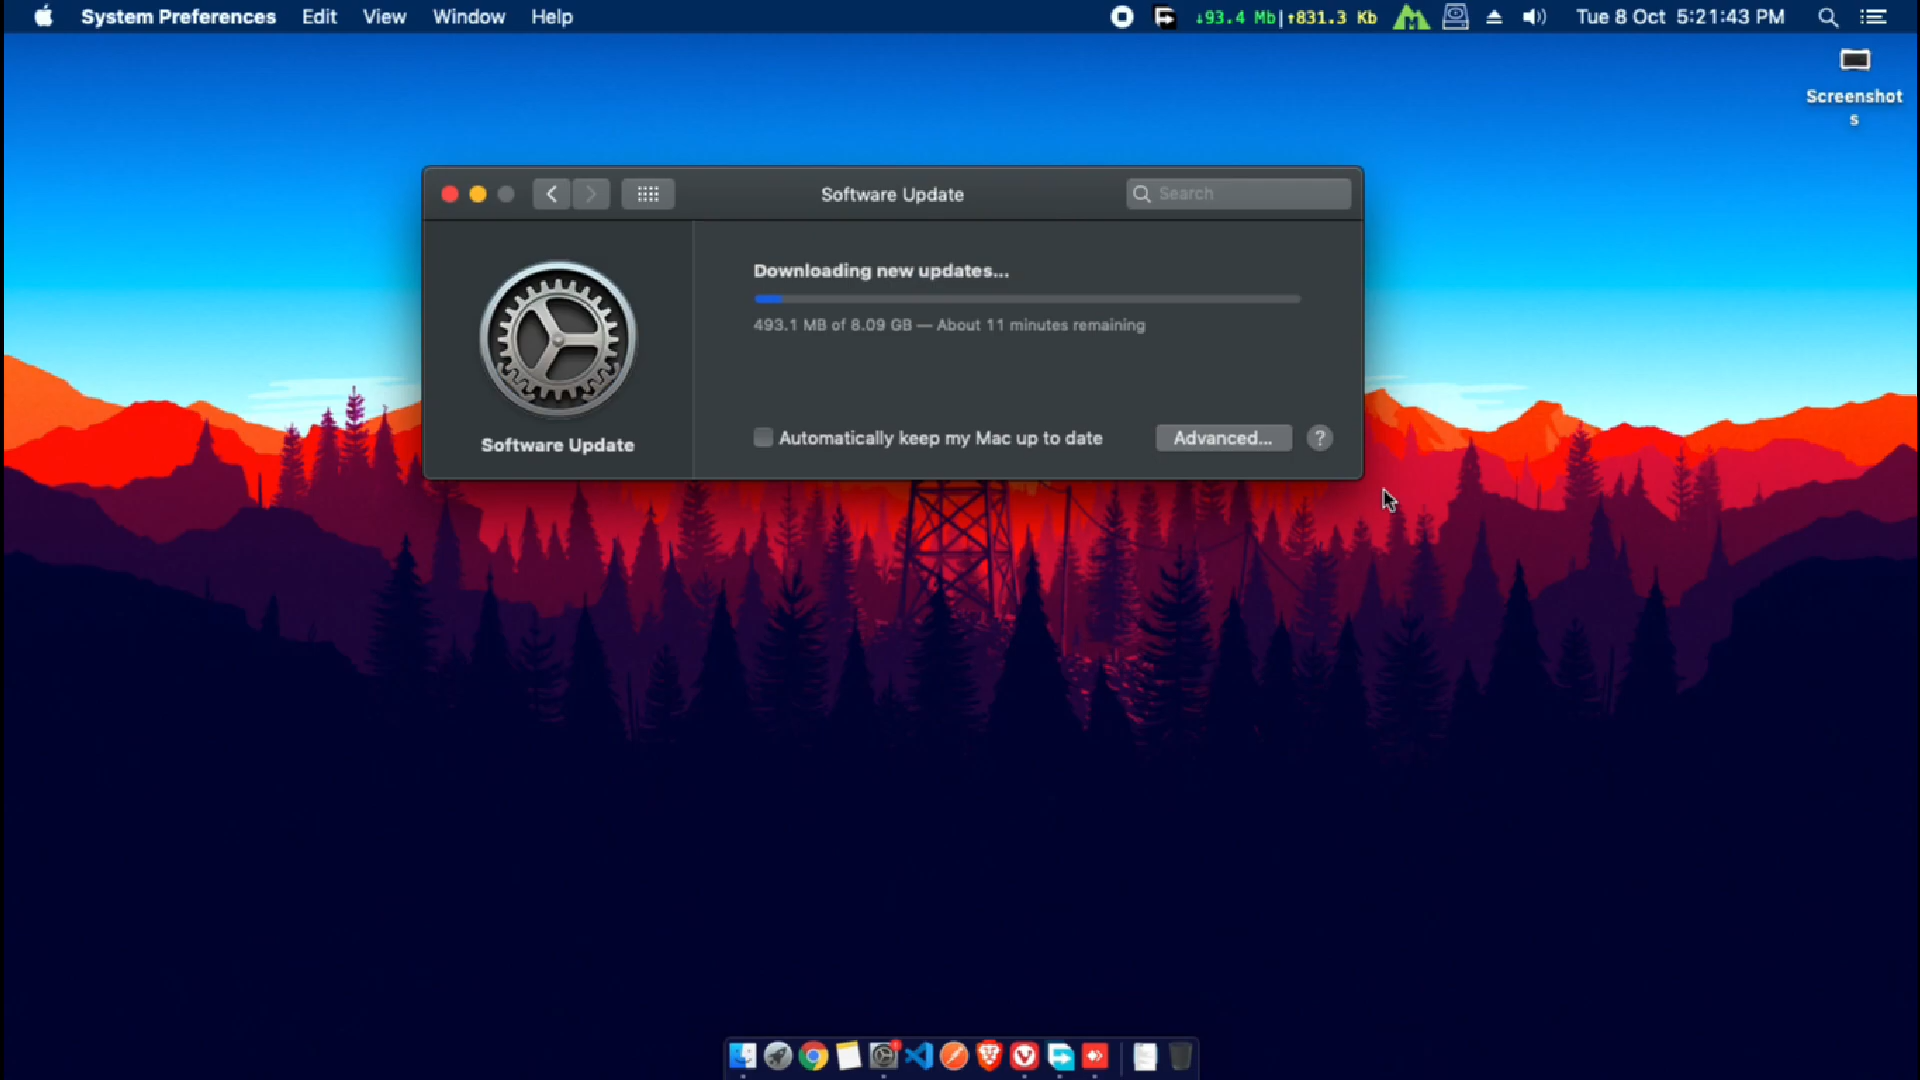 System Preferences Edit View Window Help ↓93.4 Mb|↑831.3 Kb Tue 8 Oct 5:21:43 PM
Screenshot
s
Software Update
Search
Downloading new updates...
493.1 MB of 8.09 GB — About 11 minutes remaining
Software Update
Automatically keep my Mac up to date
Advanced...
?